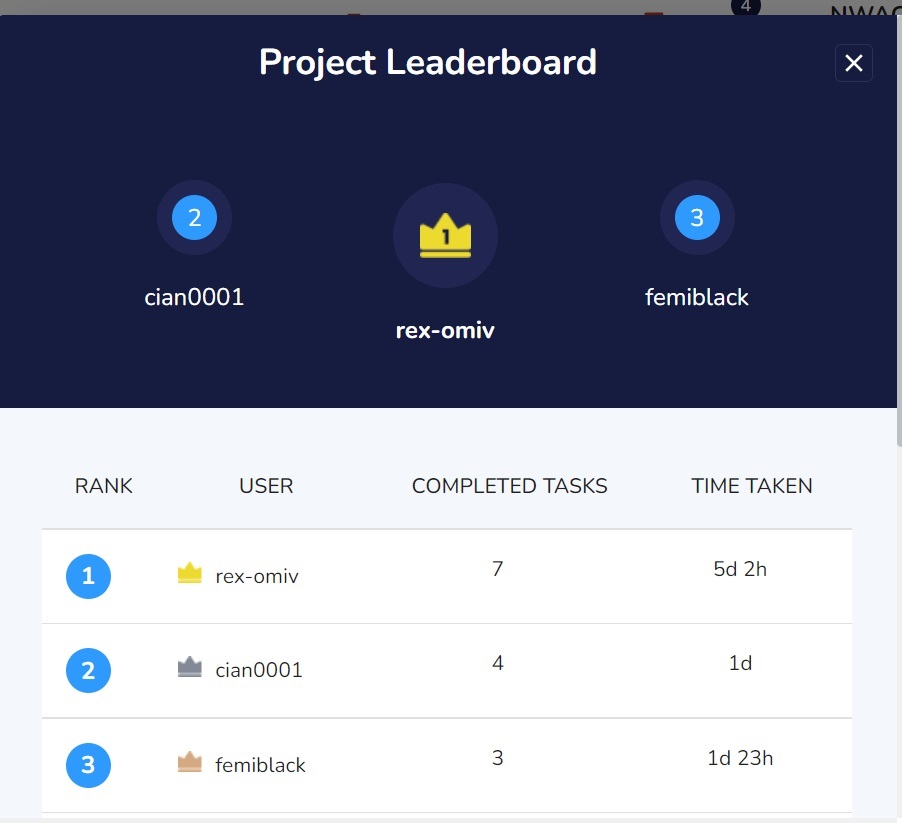 4
Project Leaderboard
2
1
3
cian0001
rex-omiv
femiblack
RANK USER COMPLETED TASKS TIME TAKEN
1 rex-omiv 7 5d 2h
2 cian0001 4 1d
3 femiblack 3 1d 23h